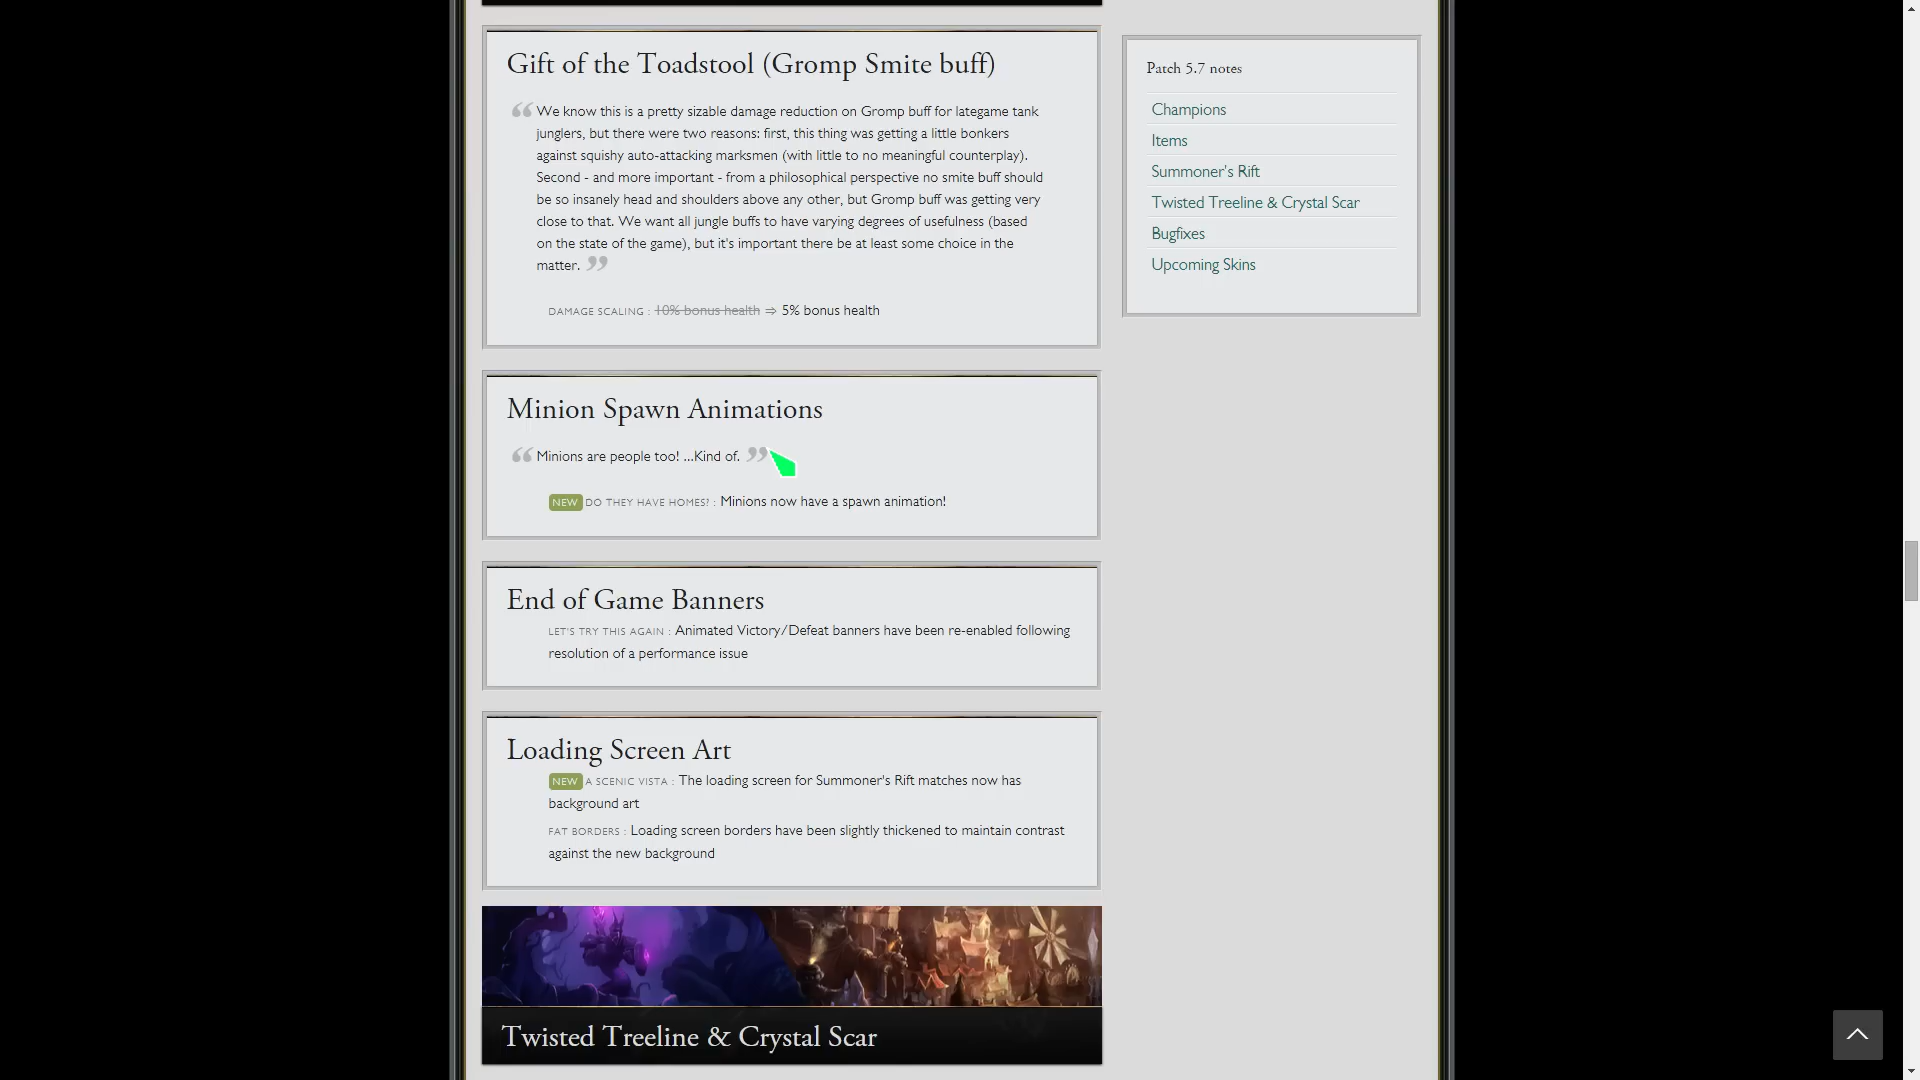 Gift of the Toadstool (Gromp Smite buff)
“ We know this is a pretty sizable damage reduction on Gromp buff for lategame tank
junglers, but there were two reasons: first, this thing was getting a little bonkers
against squishy auto-attacking marksmen (with little to no meaningful counterplay).
Second - and more important - from a philosophical perspective no smite buff should
be so insanely head and shoulders above any other, but Gromp buff was getting very
close to that. We want all jungle buffs to have varying degrees of usefulness (based
on the state of the game), but it's important there be at least some choice in the
matter. ”
DAMAGE SCALING : 10% bonus health ⇒ 5% bonus health
Minion Spawn Animations
“ Minions are people too! ...Kind of. ”
NEW DO THEY HAVE HOMES? : Minions now have a spawn animation!
End of Game Banners
LET'S TRY THIS AGAIN : Animated Victory/Defeat banners have been re-enabled following
resolution of a performance issue
Loading Screen Art
NEW A SCENIC VISTA : The loading screen for Summoner's Rift matches now has
background art
FAT BORDERS : Loading screen borders have been slightly thickened to maintain contrast
against the new background
Twisted Treeline & Crystal Scar
Patch 5.7 notes
Champions
Items
Summoner's Rift
Twisted Treeline & Crystal Scar
Bugfixes
Upcoming Skins